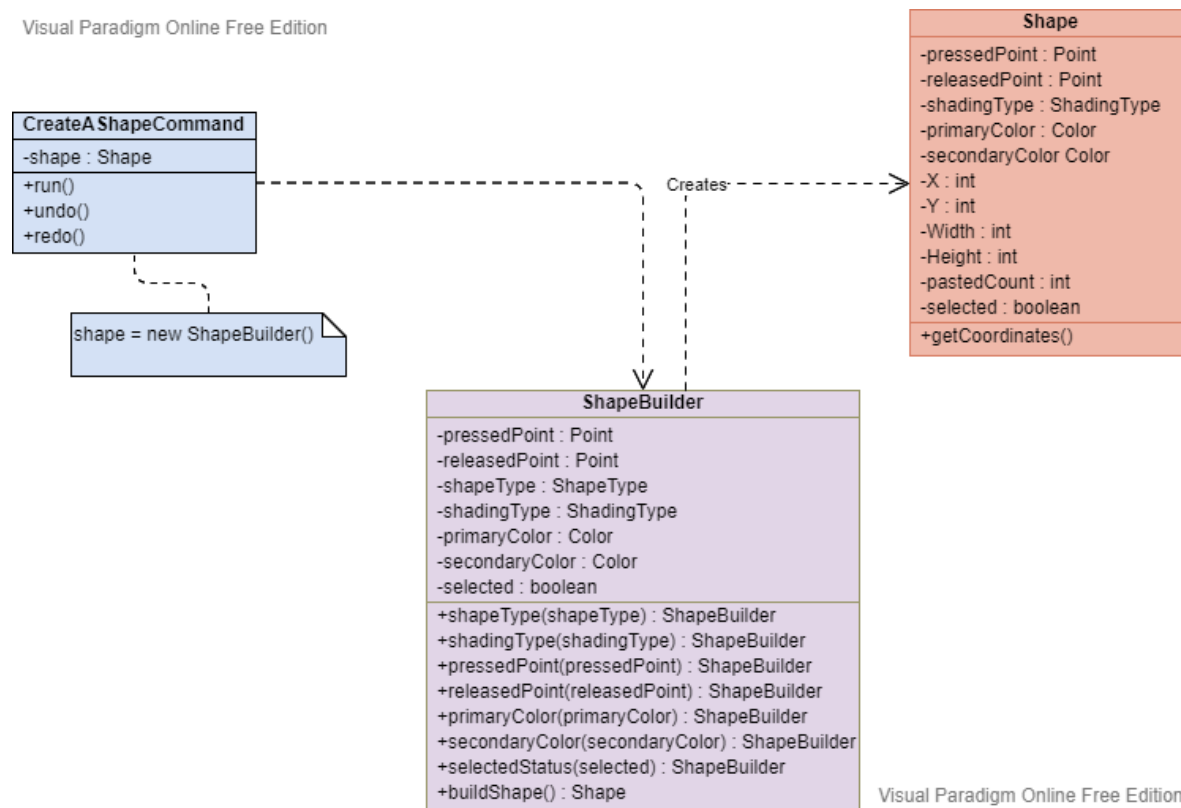 Visual Paradigm Online Free Edition
Shape
-pressedPoint : Point
-releasedPoint : Point
-shadingType : ShadingType
-primaryColor : Color
-secondaryColor Color
-X : int
-Y : int
-Width : int
-Height : int
-pastedCount : int
-selected : boolean
+getCoordinates()
CreateAShapeCommand
-shape : Shape
+run()
+undo()
+redo()
Creates
shape = new ShapeBuilder()
ShapeBuilder
-pressedPoint : Point
-releasedPoint : Point
-shapeType : ShapeType
-shadingType : ShadingType
-primaryColor : Color
-secondaryColor : Color
-selected : boolean
+shapeType(shapeType) : ShapeBuilder
+shadingType(shadingType) : ShapeBuilder
+pressedPoint(pressedPoint) : ShapeBuilder
+releasedPoint(releasedPoint) : ShapeBuilder
+primaryColor(primaryColor) : ShapeBuilder
+secondaryColor(secondaryColor) : ShapeBuilder
+selectedStatus(selected) : ShapeBuilder
+buildShape() : Shape
Visual Paradigm Online Free Edition